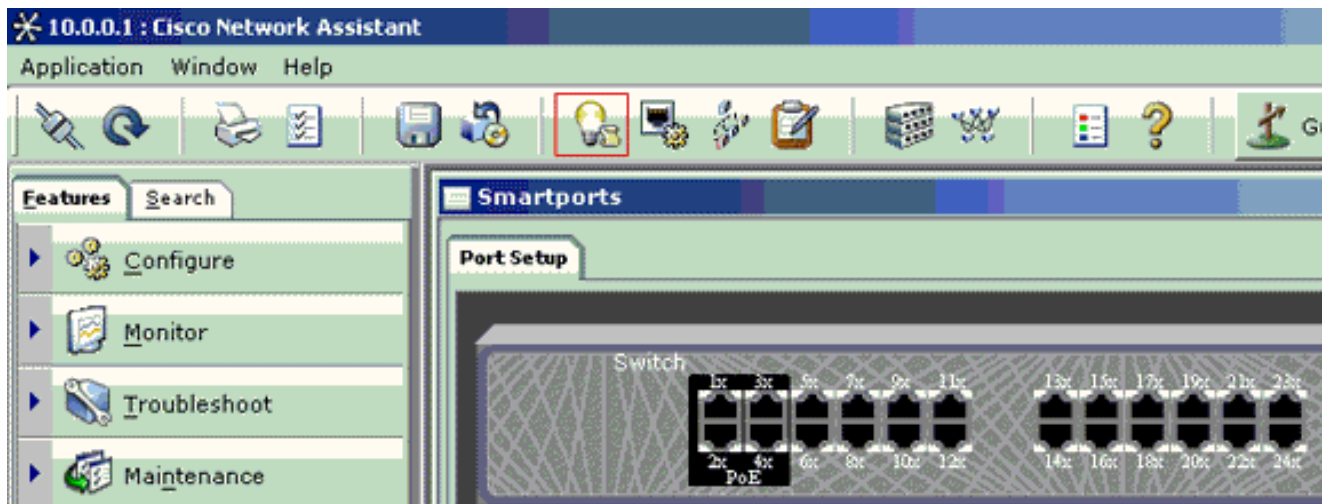 10.0.0.1 : Cisco Network Assistant
Application Window Help
Features Search
Configure
Monitor
Troubleshoot
Maintenance
Smartports
Port Setup
Switch
1x 3x 5x 7x 9x 11x 13x 15x 17x 19x 21x 23x
2x 4x 6x 8x 10x 12x 14x 16x 18x 20x 22x 24x
PoE